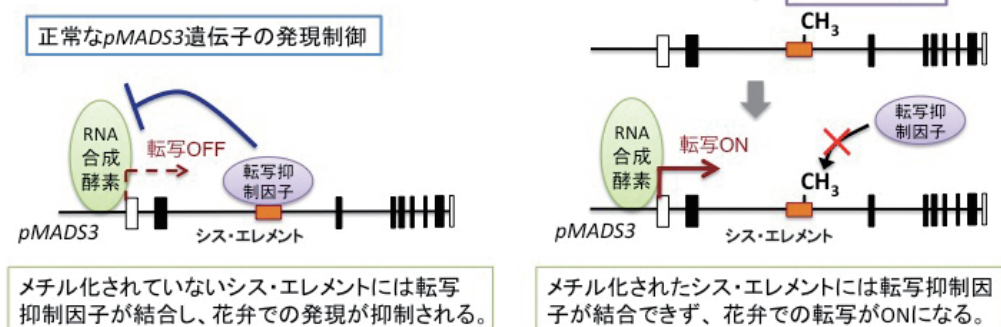 正常なpMADS3遺伝子の発現制御
RNA
合成
酵素
転写OFF
転写抑
制因子
pMADS3
シス・エレメント
メチル化されていないシス・エレメントには転写
抑制因子が結合し、花弁での発現が抑制される。
CH3
RNA
合成
酵素
転写ON
転写抑
制因子
CH3
pMADS3
シス・エレメント
メチル化されたシス・エレメントには転写抑制因
子が結合できず、花弁での転写がONになる。